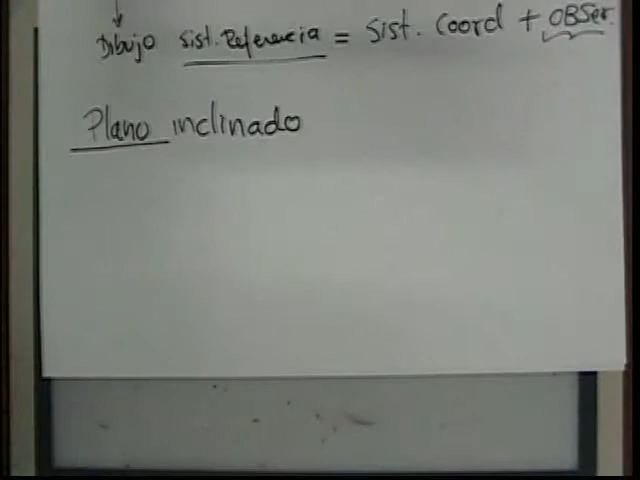 Dibujo Sist. Referencia = Sist. Coord + OBSer.
Plano inclinado